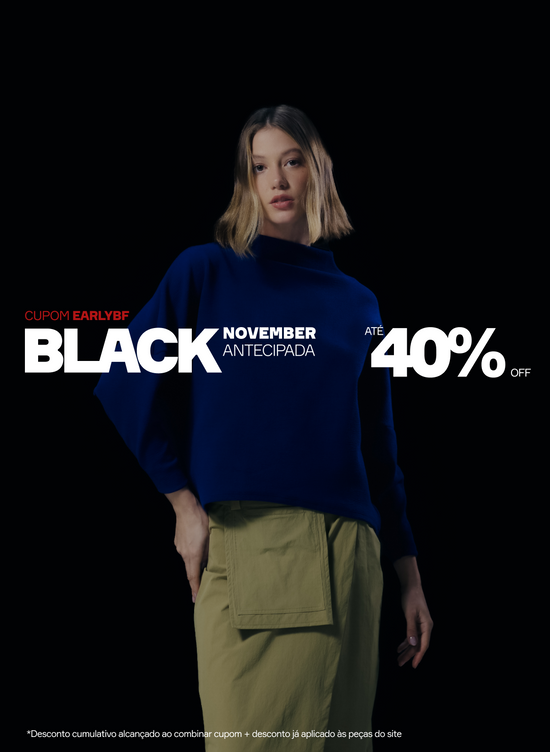 CUPOM EARLYBF
BLACK
NOVEMBER
ANTECIPADA
ATÉ
40%
OFF
*Desconto cumulativo alcançado ao combinar cupom + desconto já aplicado às peças do site